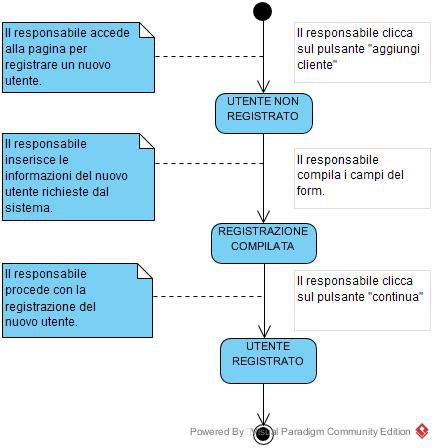 Il responsabile accede
alla pagina per
registrare un nuovo
utente.
Il responsabile clicca
sul pulsante "aggiungi
cliente"
UTENTE NON
REGISTRATO
Il responsabile
inserisce le
informazioni del nuovo
utente richieste dal
sistema.
Il responsabile
compila i campi del
form.
REGISTRAZIONE
COMPILATA
Il responsabile
procede con la
registrazione del
nuovo utente.
Il responsabile clicca
sul pulsante "continua"
UTENTE
REGISTRATO
Powered By Visual Paradigm Community Edition